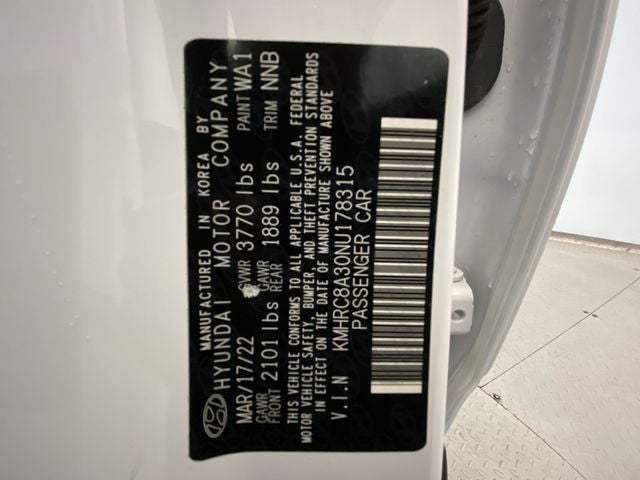 MANUFACTURED IN KOREA BY
HYUNDAI MOTOR COMPANY
MAR/17/22 GVWR 3770 lbs PAINT WA1
GAWR FRONT 2101 lbs GAWR REAR 1889 lbs TRIM NNB
THIS VEHICLE CONFORMS TO ALL APPLICABLE U.S.A. FEDERAL
MOTOR VEHICLE SAFETY, BUMPER, AND THEFT PREVENTION STANDARDS
IN EFFECT ON THE DATE OF MANUFACTURE SHOWN ABOVE
V.I.N KMHRC8A30NU178315
PASSENGER CAR